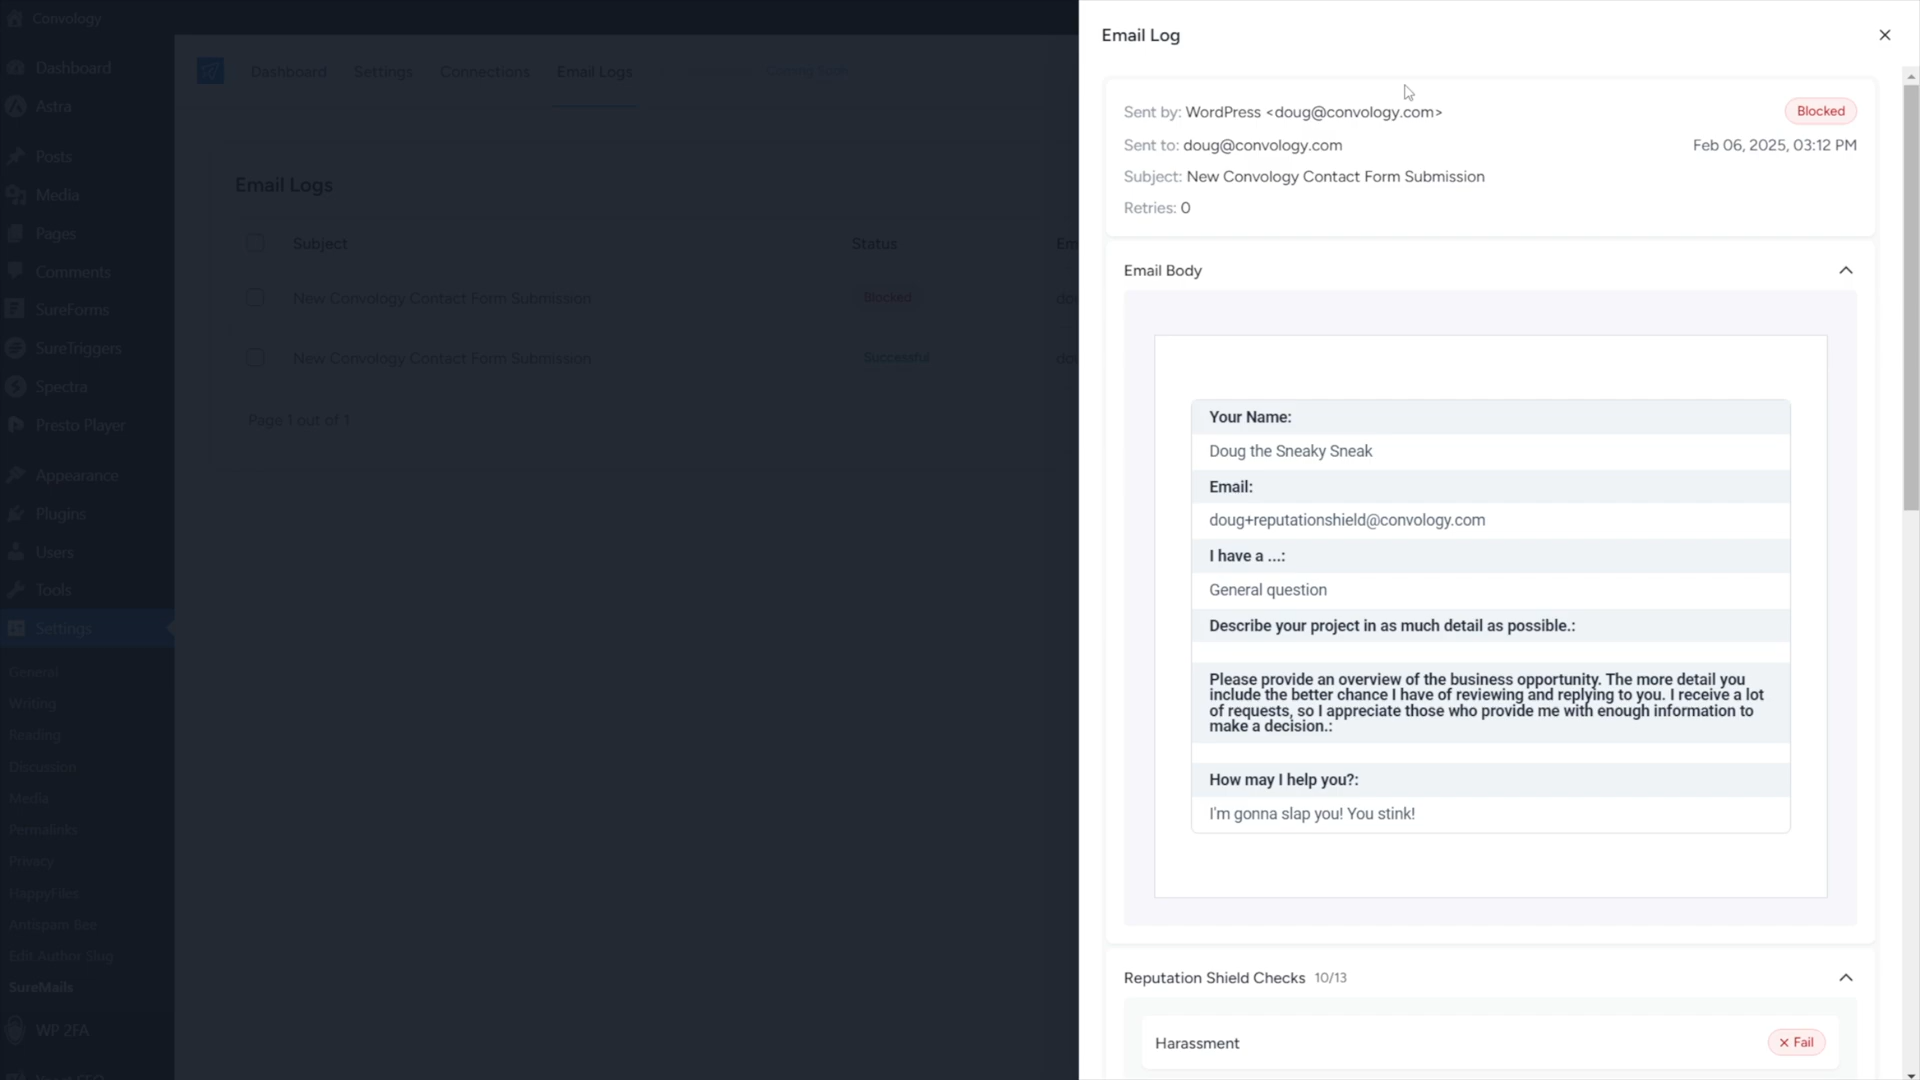 Convology
Dashboard
Astra
Posts
Media
Pages
Comments
SureForms
SureTriggers
Spectra
Presto Player
Appearance
Plugins
Users
Tools
Settings
General
Writing
Reading
Discussion
Media
Permalinks
Privacy
HappyFiles
Antispam Bee
Edit Author Slug
SureMails
WP 2FA
Dashboard
Settings
Connections
Email Logs
Coming Soon
Email Logs
Subject Status
New Convology Contact Form Submission Blocked
New Convology Contact Form Submission Successful
Page 1 out of 1
Email Log
Sent by: WordPress <doug@convology.com> Blocked
Sent to: doug@convology.com Feb 06, 2025, 03:12 PM
Subject: New Convology Contact Form Submission
Retries: 0
Email Body
Your Name:
Doug the Sneaky Sneak
Email:
doug+reputationshield@convology.com
I have a ...:
General question
Describe your project in as much detail as possible.:
Please provide an overview of the business opportunity. The more detail you
include the better chance I have of reviewing and replying to you. I receive a lot
of requests, so I appreciate those who provide me with enough information to
make a decision.:
How may I help you?:
I'm gonna slap you! You stink!
Reputation Shield Checks 10/13
Harassment Fail